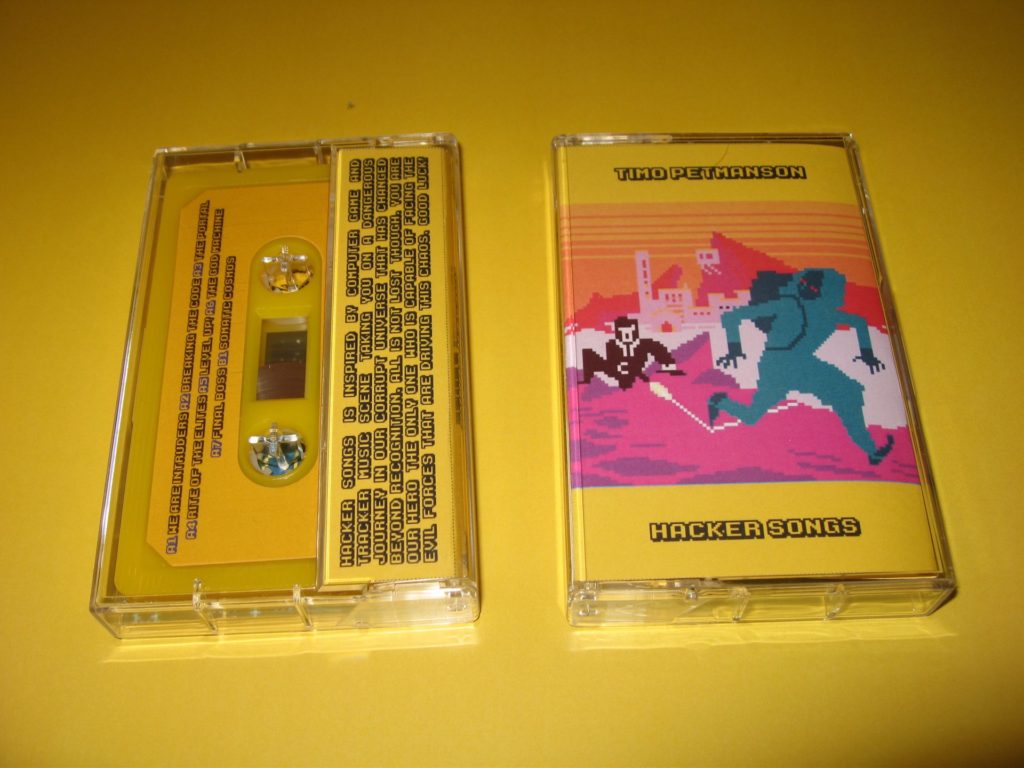 A1 WE ARE INTRUDERS A2 BREAKING THE CODE A3 THE PORTAL
A4 RITE OF THE ELITES A5 LEVEL UP; A6 THE GOD MACHINE
A7 FINAL BOSS B1 SORATIC COSMOS
HACKER SONGS IS INSPIRED BY COMPUTER GAME AND
TRACKER MUSIC SCENE TAKING YOU ON A DANGEROUS
JOURNEY IN OUR CORRUPT UNIVERSE THAT HAS CHANGED
BEYOND RECONITION. ALL IS NOT LOST THOUGH. YOU ARE
OUR HERO THE ONLY ONE WHO IS CAPABLE OF FACING THE
EVIL FORCES THAT ARE DRIVING THIS CHAOS. GOOD LUCK!
TIMO PETMANSON
HACKER SONGS